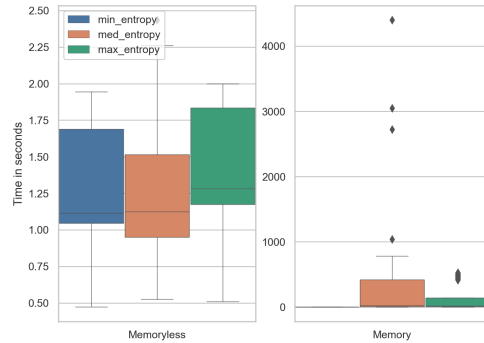 2.50
2.25
2.00
1.75
1.50
1.25
1.00
0.75
0.50
Time in seconds
min_entropy
med_entropy
max_entropy
Memoryless
4000
3000
2000
1000
0
Memory